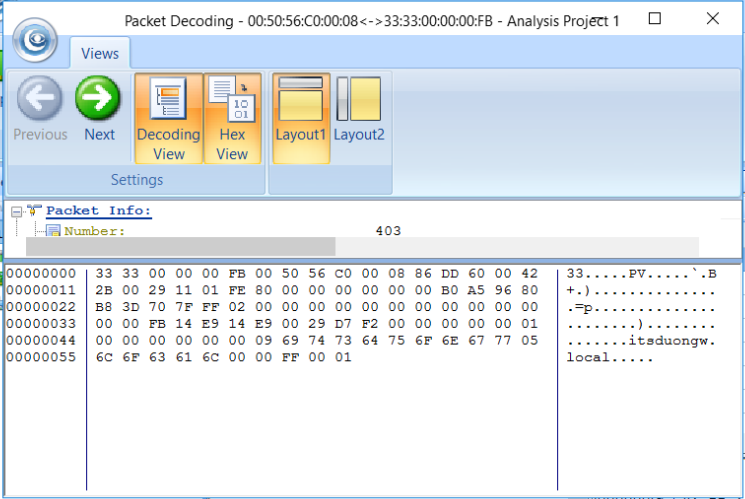 Packet Decoding - 00:50:56:C0:00:08<->33:33:00:00:00:FB - Analysis Project 1
Views
Previous Next Decoding View Hex View Layout1 Layout2
Settings
Packet Info:
Number: 403
00000000 33 33 00 00 00 FB 00 50 56 C0 00 08 86 DD 60 00 42 33.....PV.....`.B
00000011 2B 00 29 11 01 FE 80 00 00 00 00 00 00 B0 A5 96 80 +.)..............
00000022 B8 3D 70 7F FF 02 00 00 00 00 00 00 00 00 00 00 00 .=p..............
00000033 00 00 FB 14 E9 14 E9 00 29 D7 F2 00 00 00 00 00 01 ........)........
00000044 00 00 00 00 00 00 09 69 74 73 64 75 6F 6E 67 77 05 .......itsduongw.
00000055 6C 6F 63 61 6C 00 00 FF 00 01 local.....